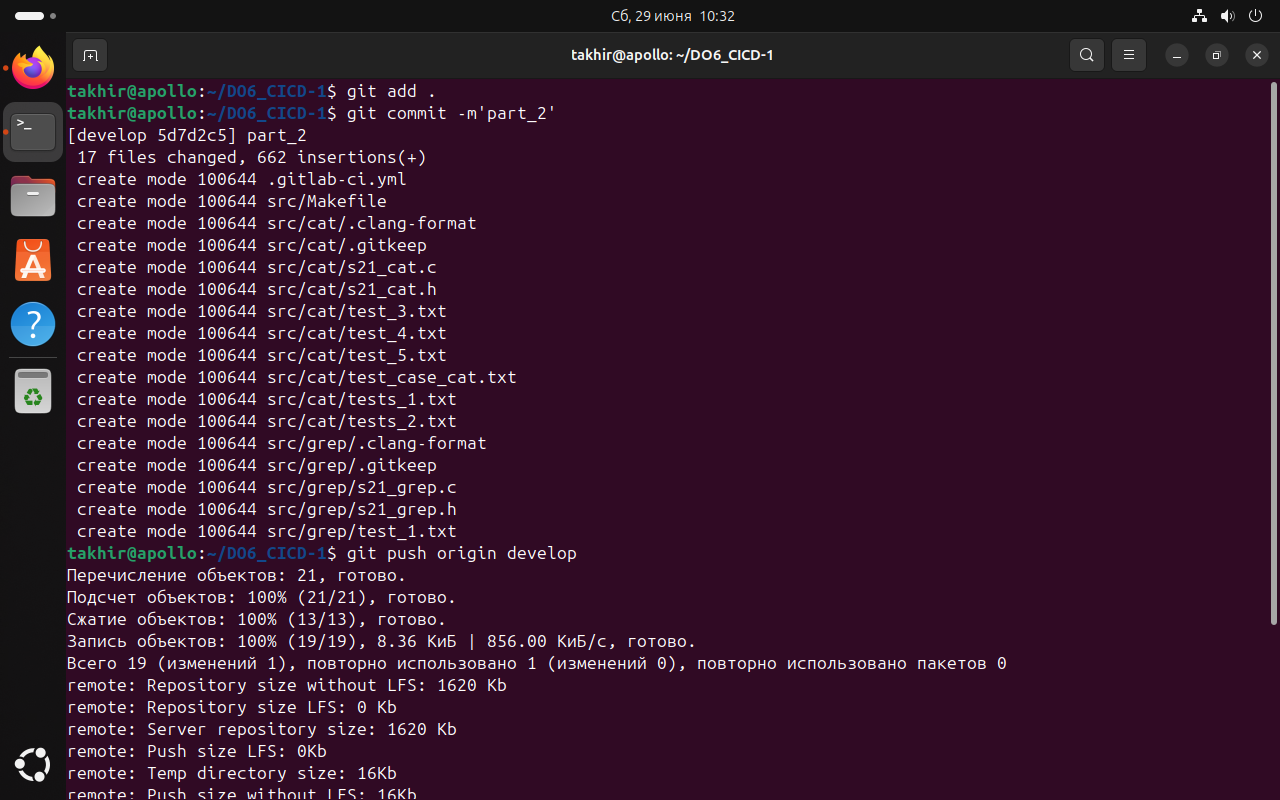 Сб, 29 июня 10:32
takhir@apollo: ~/DO6_CICD-1
takhir@apollo:~/DO6_CICD-1$ git add .
takhir@apollo:~/DO6_CICD-1$ git commit -m'part_2'
[develop 5d7d2c5] part_2
17 files changed, 662 insertions(+)
create mode 100644 .gitlab-ci.yml
create mode 100644 src/Makefile
create mode 100644 src/cat/.clang-format
create mode 100644 src/cat/.gitkeep
create mode 100644 src/cat/s21_cat.c
create mode 100644 src/cat/s21_cat.h
create mode 100644 src/cat/test_3.txt
create mode 100644 src/cat/test_4.txt
create mode 100644 src/cat/test_5.txt
create mode 100644 src/cat/test_case_cat.txt
create mode 100644 src/cat/tests_1.txt
create mode 100644 src/cat/tests_2.txt
create mode 100644 src/grep/.clang-format
create mode 100644 src/grep/.gitkeep
create mode 100644 src/grep/s21_grep.c
create mode 100644 src/grep/s21_grep.h
create mode 100644 src/grep/test_1.txt
takhir@apollo:~/DO6_CICD-1$ git push origin develop
Перечисление объектов: 21, готово.
Подсчет объектов: 100% (21/21), готово.
Сжатие объектов: 100% (13/13), готово.
Запись объектов: 100% (19/19), 8.36 КиБ | 856.00 КиБ/с, готово.
Всего 19 (изменений 1), повторно использовано 1 (изменений 0), повторно использовано пакетов 0
remote: Repository size without LFS: 1620 Kb
remote: Repository size LFS: 0 Kb
remote: Server repository size: 1620 Kb
remote: Push size LFS: 0Kb
remote: Temp directory size: 16Kb
remote: Push size without LFS: 16Kb